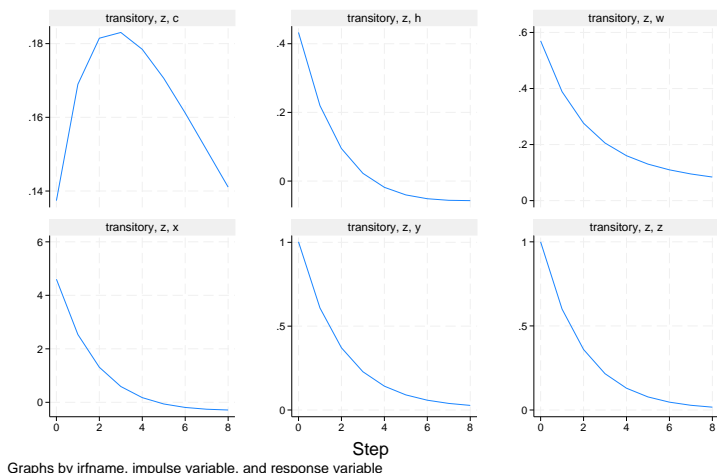 transitory, z, c
transitory, z, h
transitory, z, w
.18
.16
.14
.4
.2
0
.6
.4
.2
0
transitory, z, x
transitory, z, y
transitory, z, z
6
4
2
0
1
.5
0
1
.5
0
0 2 4 6 8
0 2 4 6 8
0 2 4 6 8
Step
Graphs by irfname, impulse variable, and response variable